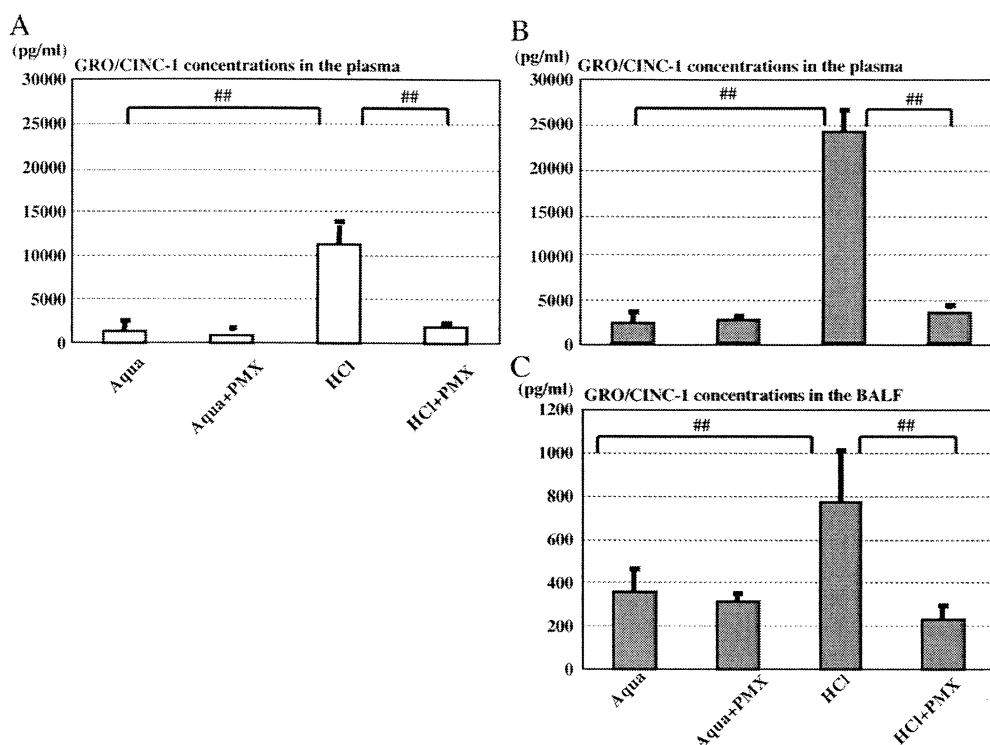 A
(pg/ml)
GRO/CINC-1 concentrations in the plasma
30000
25000
20000
15000
10000
5000
0
##
##
Aqua
Aqua+PMX
HCl
HCl+PMX
B
(pg/ml)
GRO/CINC-1 concentrations in the plasma
30000
25000
20000
15000
10000
5000
0
##
##
C
(pg/ml)
GRO/CINC-1 concentrations in the BALF
1200
1000
800
600
400
200
0
##
##
Aqua
Aqua+PMX
HCl
HCl+PMX